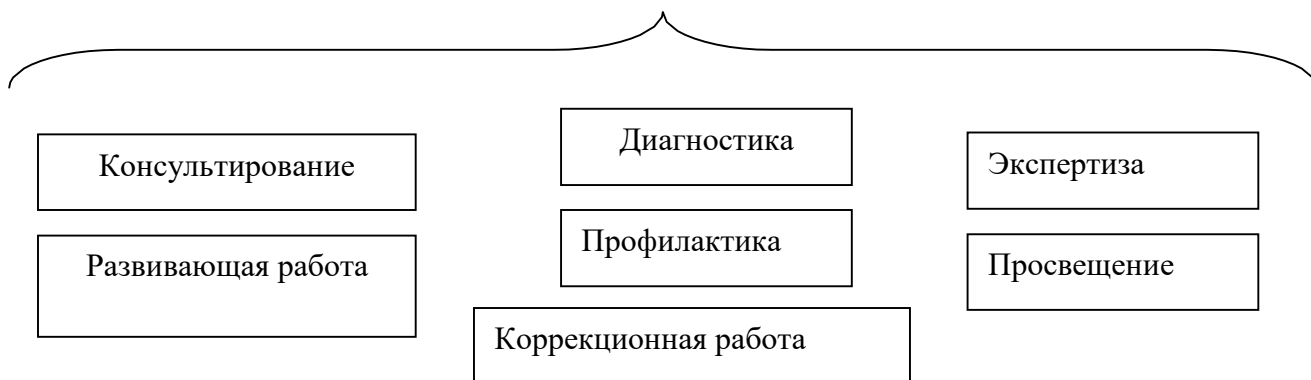 Консультирование
Развивающая работа
Диагностика
Профилактика
Коррекционная работа
Экспертиза
Просвещение